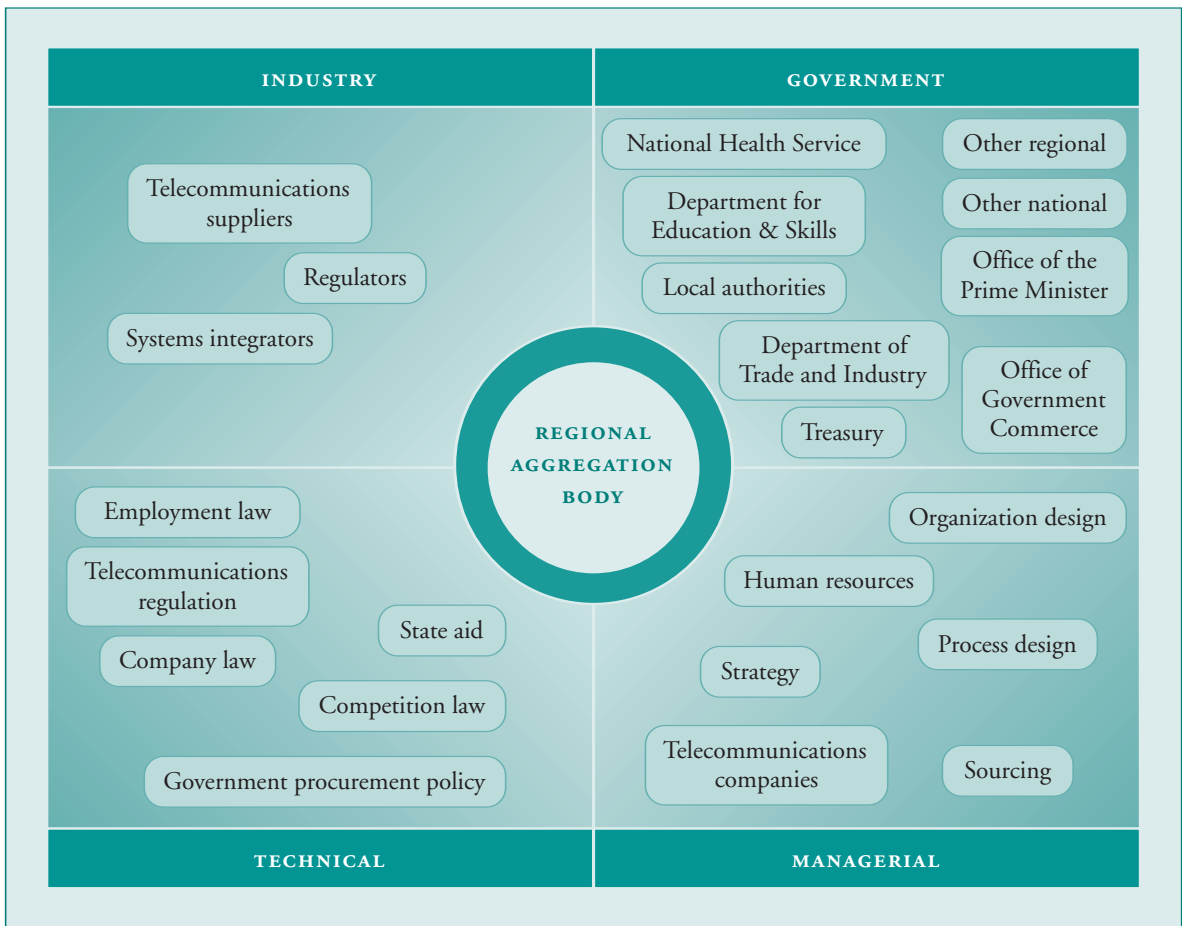 INDUSTRY
Telecommunications
suppliers
Regulators
Systems integrators
GOVERNMENT
National Health Service
Department for
Education & Skills
Local authorities
Department of
Trade and Industry
Treasury
Other regional
Other national
Office of the
Prime Minister
Office of
Government
Commerce
REGIONAL
AGGREGATION
BODY
Employment law
Telecommunications
regulation
Company law
State aid
Competition law
Government procurement policy
TECHNICAL
Organization design
Human resources
Process design
Strategy
Telecommunications
companies
Sourcing
MANAGERIAL